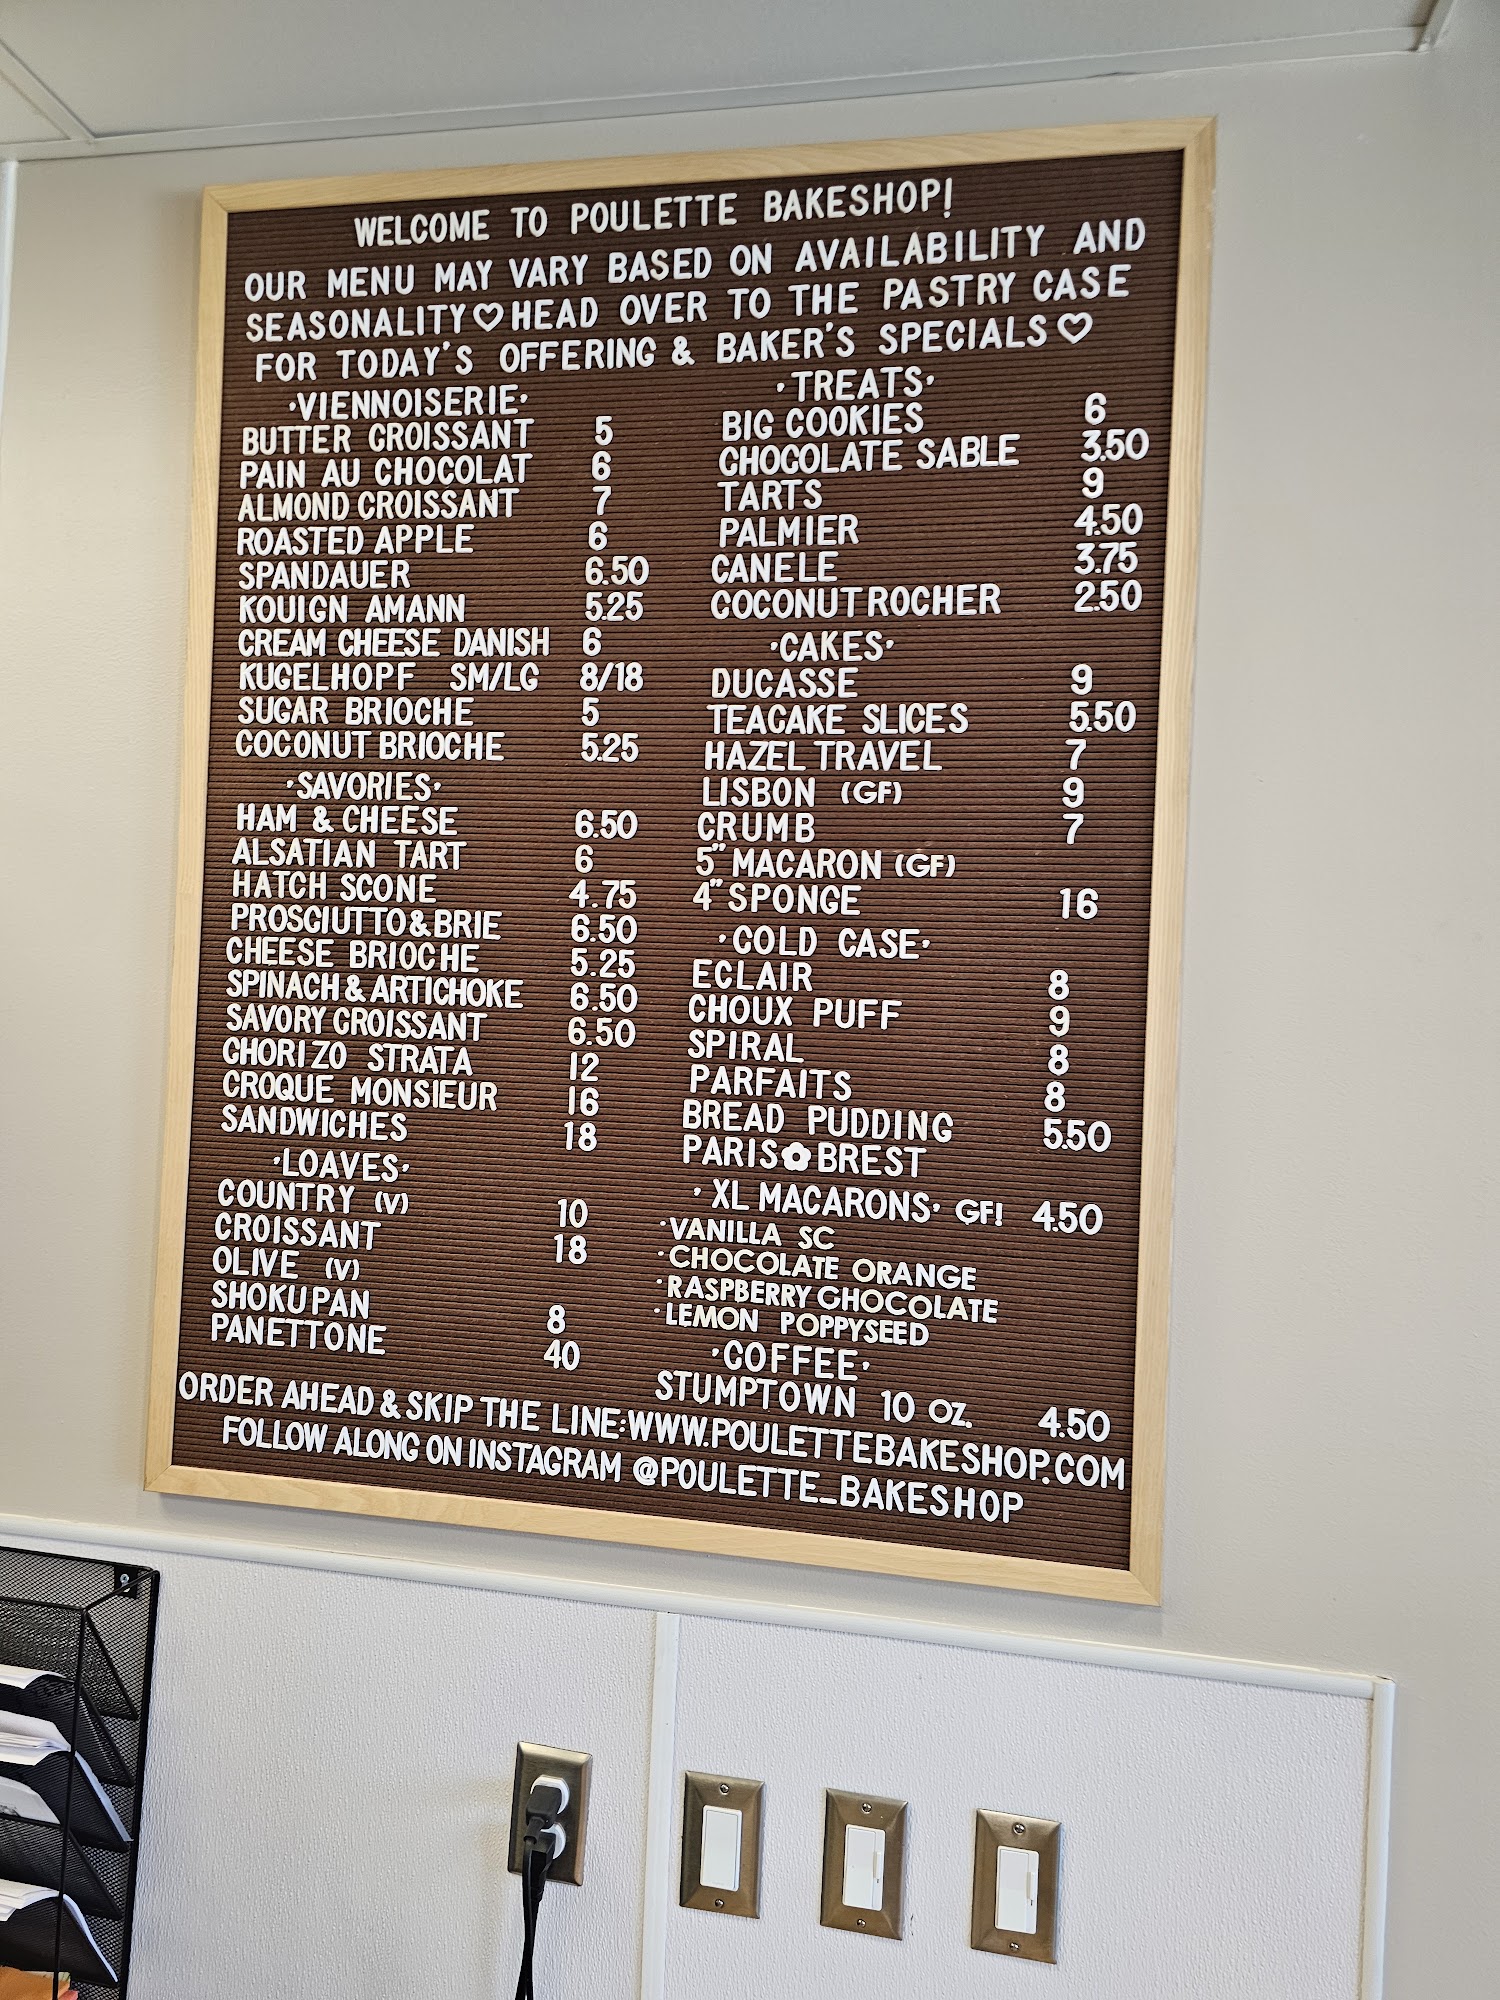 WELCOME TO POULETTE BAKESHOP!
OUR MENU MAY VARY BASED ON AVAILABILITY AND
SEASONALITY♡HEAD OVER TO THE PASTRY CASE
FOR TODAY'S OFFERING & BAKER'S SPECIALS♡
·VIENNOISERIE·
BUTTER CROISSANT 5
PAIN AU CHOCOLAT 6
ALMOND CROISSANT 7
ROASTED APPLE 6
SPANDAUER 6.50
KOUIGN AMANN 5.25
CREAM CHEESE DANISH 6
KUGELHOPF SM/LG 8/18
SUGAR BRIOCHE 5
COCONUT BRIOCHE 5.25
·SAVORIES·
HAM & CHEESE 6.50
ALSATIAN TART 6
HATCH SCONE 4.75
PROSCIUTTO&BRIE 6.50
CHEESE BRIOCHE 5.25
SPINACH & ARTICHOKE 6.50
SAVORY CROISSANT 6.50
CHORIZO STRATA 12
CROQUE MONSIEUR 16
SANDWICHES 18
·LOAVES·
COUNTRY (V) 10
CROISSANT 18
OLIVE (V)
SHOKUPAN 8
PANETTONE 40
·TREATS·
BIG COOKIES 6
CHOCOLATE SABLE 3.50
TARTS 9
PALMIER 4.50
CANELE 3.75
COCONUT ROCHER 2.50
·CAKES·
DUCASSE 9
TEACAKE SLICES 5.50
HAZEL TRAVEL 7
LISBON (GF) 9
CRUMB 7
5" MACARON (GF)
4" SPONGE 16
·COLD CASE·
ECLAIR 8
CHOUX PUFF 9
SPIRAL 8
PARFAITS 8
BREAD PUDDING 5.50
PARIS✿BREST
·XL MACARONS· GF! 4.50
·VANILLA SC
·CHOCOLATE ORANGE
·RASPBERRY CHOCOLATE
·LEMON POPPYSEED
·COFFEE·
STUMPTOWN 10 OZ. 4.50
ORDER AHEAD & SKIP THE LINE:WWW.POULETTEBAKESHOP.COM
FOLLOW ALONG ON INSTAGRAM @POULETTE_BAKESHOP